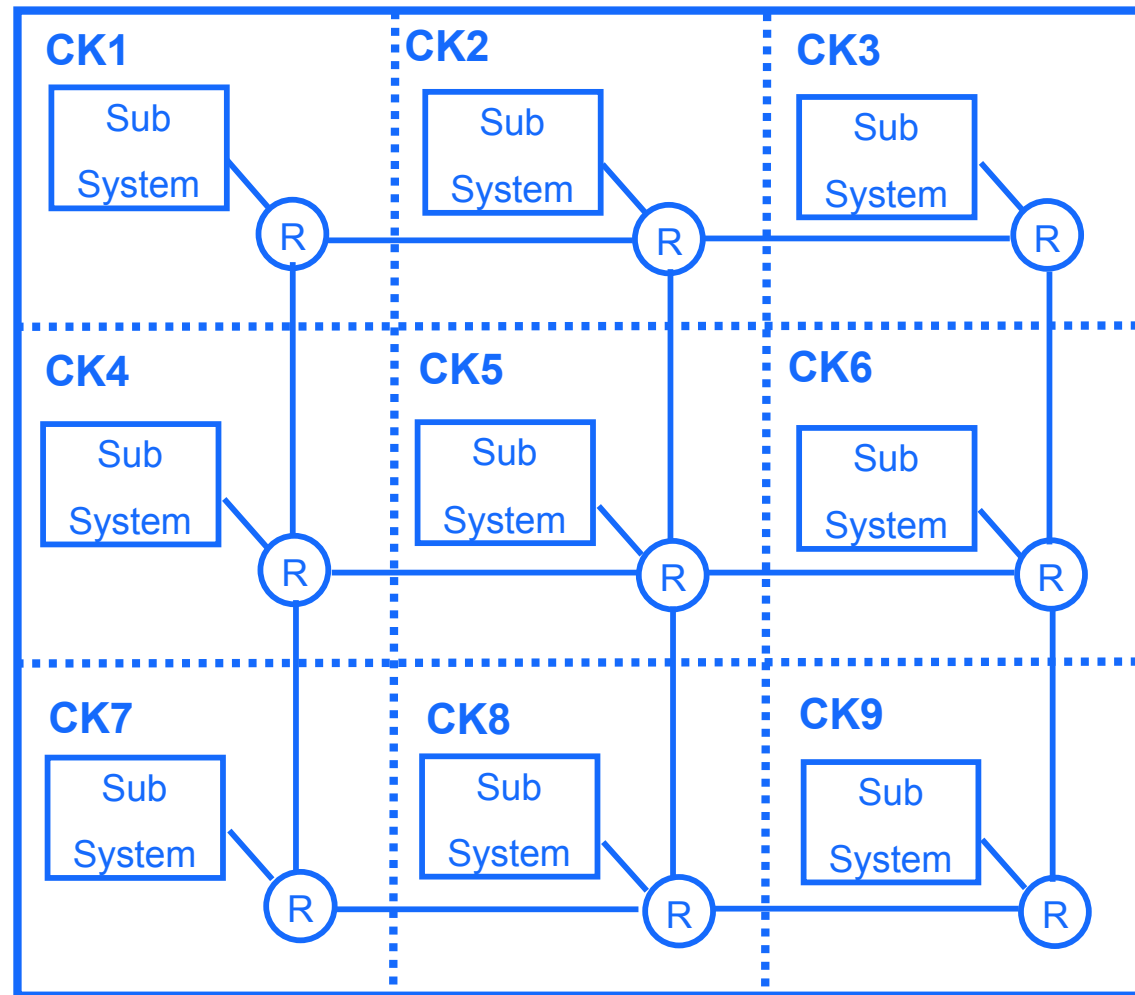 CK1
CK2
CK3
Sub
System
R
Sub
System
R
Sub
System
R
CK4
CK5
CK6
Sub
System
R
Sub
System
R
Sub
System
R
CK7
CK8
CK9
Sub
System
R
Sub
System
R
Sub
System
R